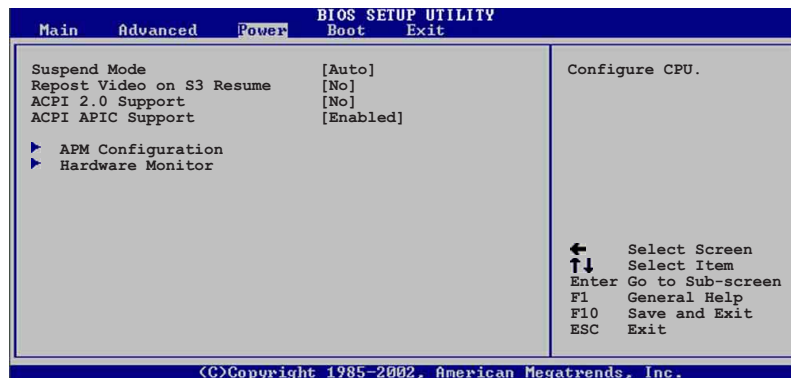 BIOS SETUP UTILITY
Main Advanced Power Boot Exit
Suspend Mode [Auto]
Repost Video on S3 Resume [No]
ACPI 2.0 Support [No]
ACPI APIC Support [Enabled]
APM Configuration
Hardware Monitor
Configure CPU.
← Select Screen
↑↓ Select Item
Enter Go to Sub-screen
F1 General Help
F10 Save and Exit
ESC Exit
(C)Copyright 1985-2002, American Megatrends, Inc.